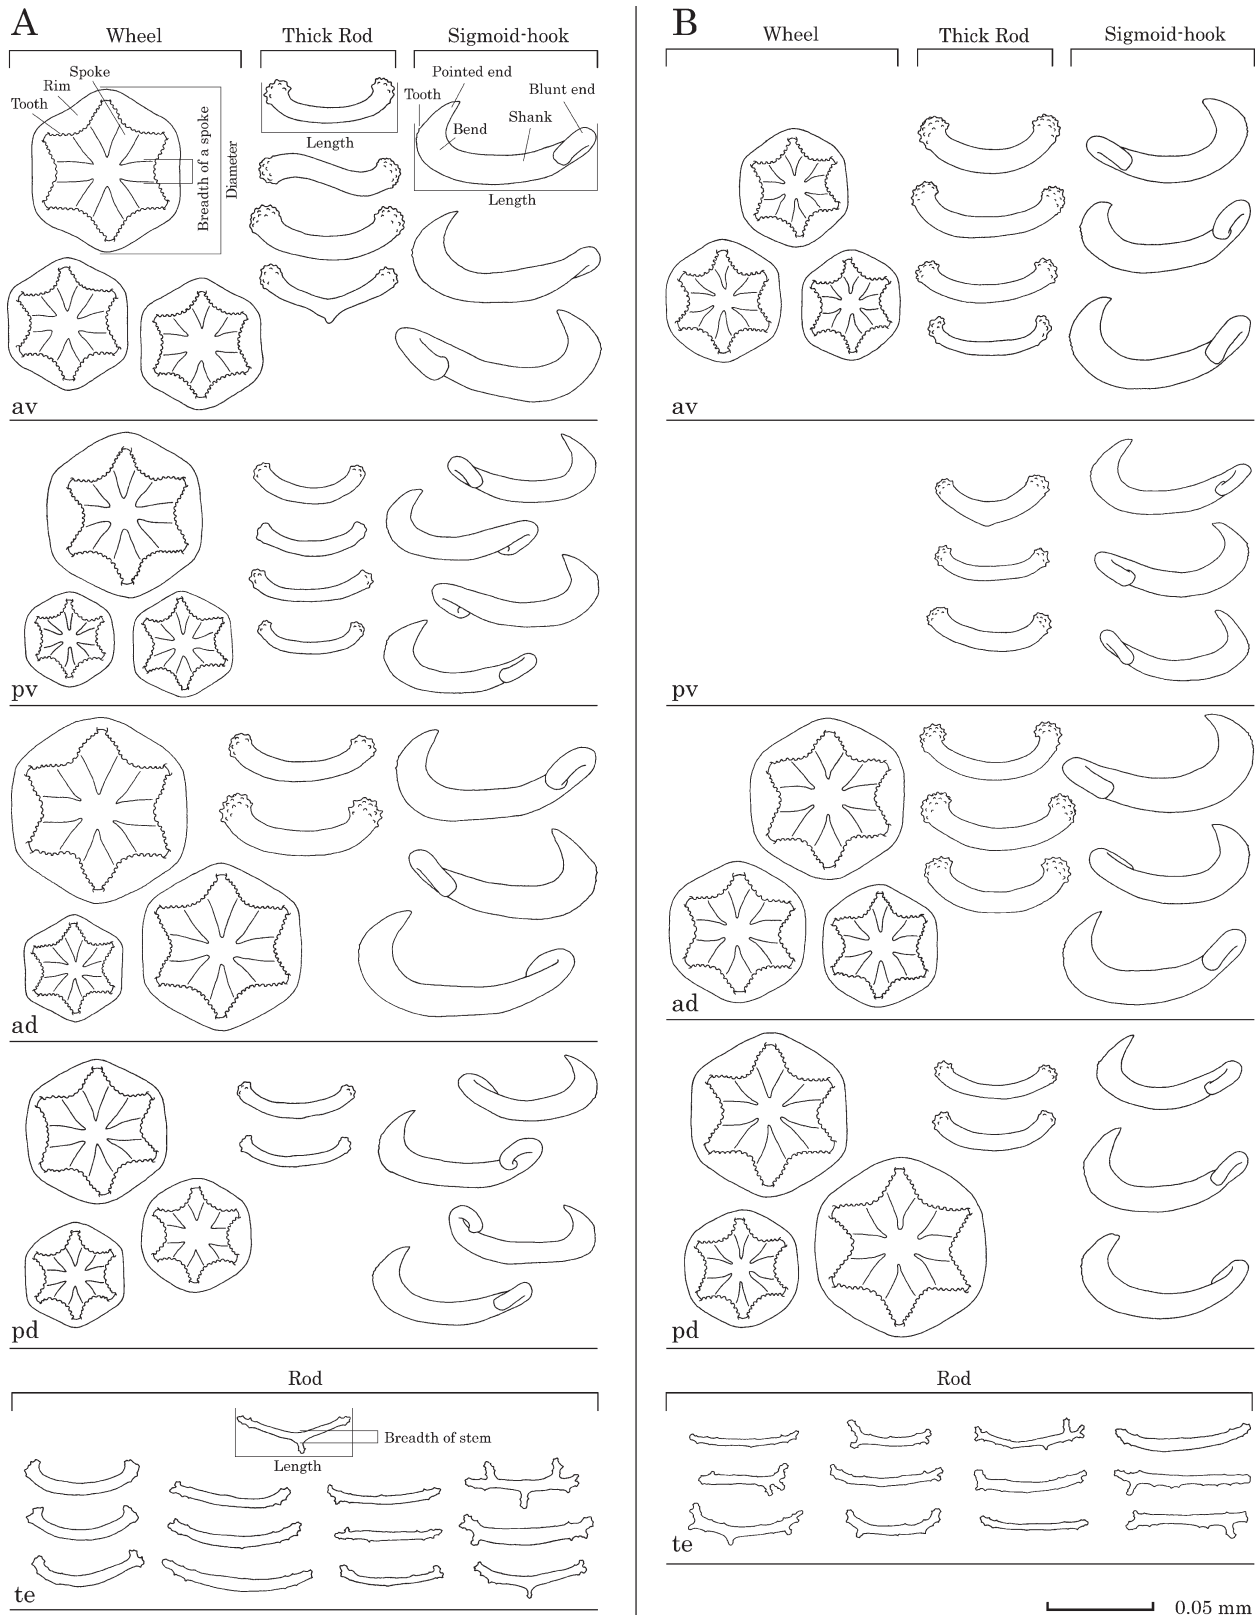 A
Wheel
Thick Rod
Sigmoid-hook
Spoke
Rim
Tooth
Breadth of a spoke
Diameter
Length
Pointed end
Tooth
Blunt end
Shank
Bend
Length
av
pv
ad
pd
Rod
Breadth of stem
Length
te
B
Wheel
Thick Rod
Sigmoid-hook
av
pv
ad
pd
Rod
te
0.05 mm